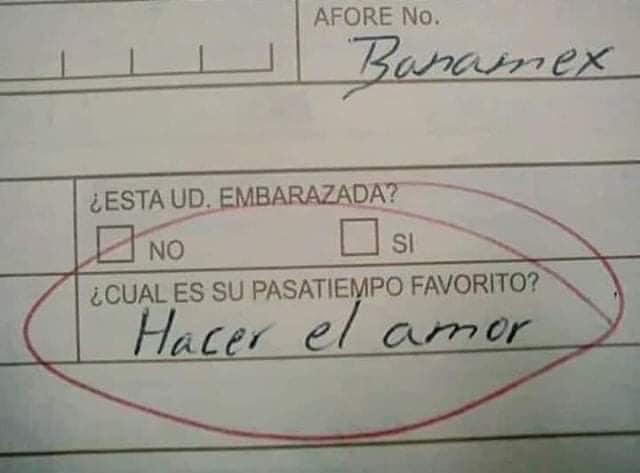 AFORE No.
Banamex
¿ESTA UD. EMBARAZADA?
NO SI
¿CUAL ES SU PASATIEMPO FAVORITO?
Hacer el amor